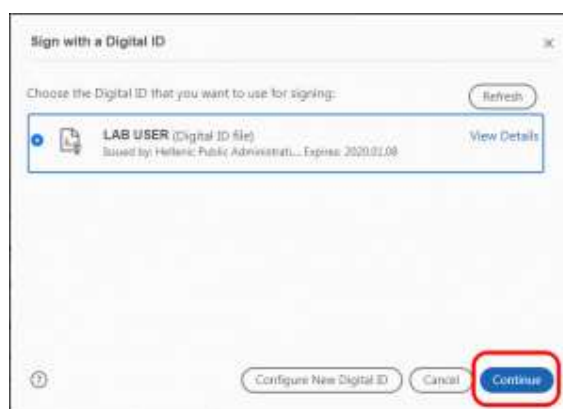 Sign with a Digital ID
Choose the Digital ID that you want to use for signing:
Refresh
LAB USER (Digital ID file)
View Details
Issued by: Hellenic Public Administrati... Expires: 2020.01.08
Configure New Digital ID
Cancel
Continue